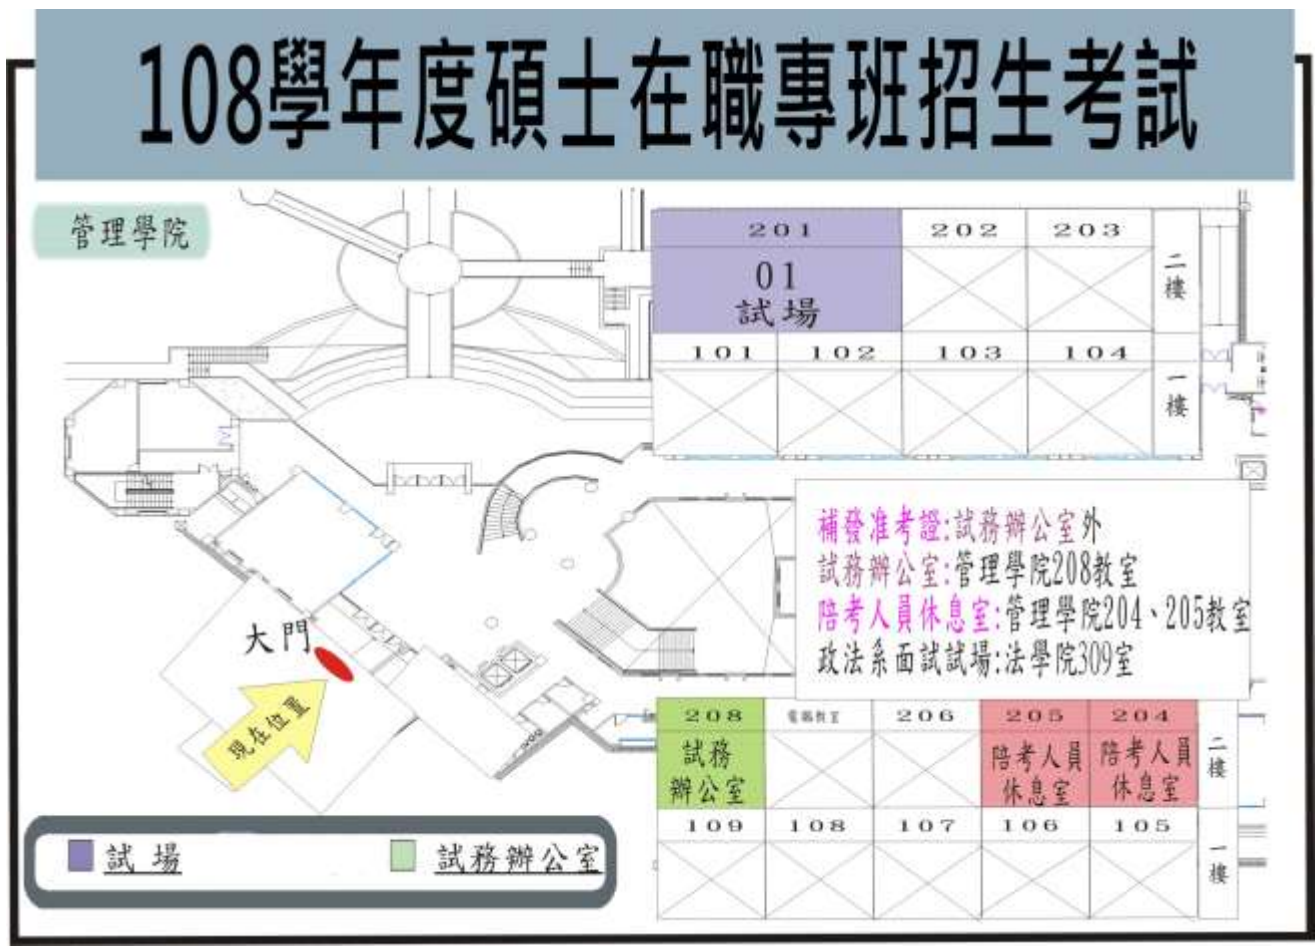 108學年度碩士在職專班招生考試
管理學院
201
202
203
二樓
01
試場
101
102
103
104
一樓
補發准考證:試務辦公室外
試務辦公室:管理學院208教室
陪考人員休息室:管理學院204、205教室
政法系面試試場:法學院309室
大門
現在位置
208
電腦教室
206
205
204
二樓
試務
辦公室
陪考人員
休息室
陪考人員
休息室
109
108
107
106
105
一樓
試場
試務辦公室